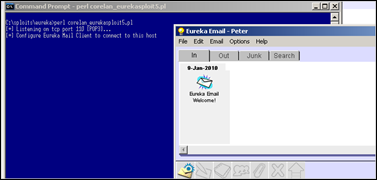 Command Prompt - perl corelan_eurekasploit5.pl
C:\sploits\eureka>perl corelan_eurekasploit5.pl
[+] Listening on tcp port 110 [POP3]...
[+] Configure Eureka Mail Client to connect to this host
Eureka Email - Peter
File Edit Email Options Help
In Out Junk Search
9-Jan-2010
Eureka Email
Welcome!